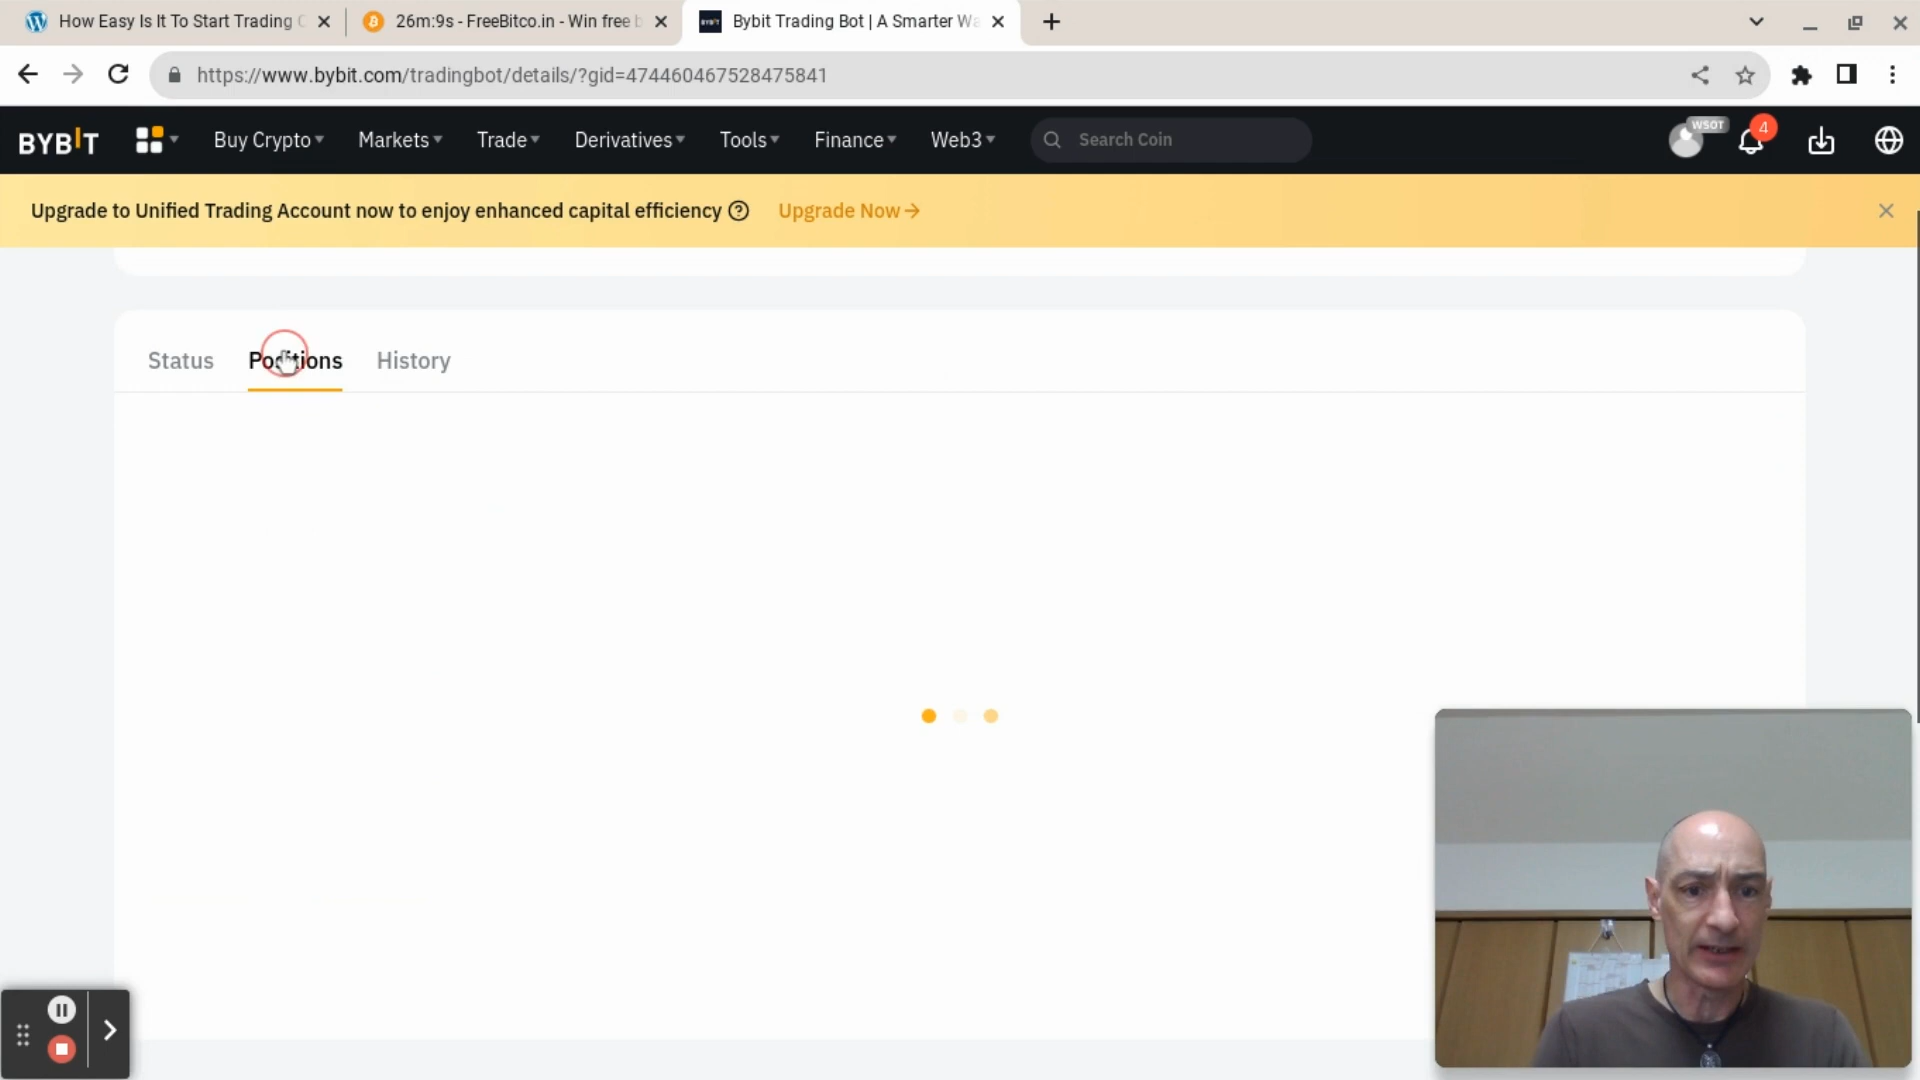 How Easy Is It To Start Trading
26m:9s - FreeBitco.in - Win free
Bybit Trading Bot | A Smarter Wa
https://www.bybit.com/tradingbot/details/?gid=474460467528475841
BYBIT
Buy Crypto
Markets
Trade
Derivatives
Tools
Finance
Web3
Search Coin
WSOT
4
Upgrade to Unified Trading Account now to enjoy enhanced capital efficiency
Upgrade Now
Status
Positions
History